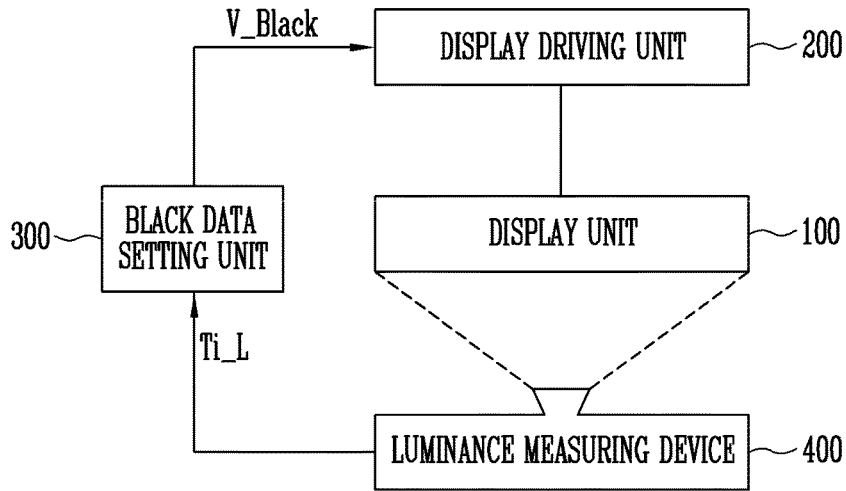 V_Black
DISPLAY DRIVING UNIT
200
300
BLACK DATA
SETTING UNIT
DISPLAY UNIT
100
Ti_L
LUMINANCE MEASURING DEVICE
400